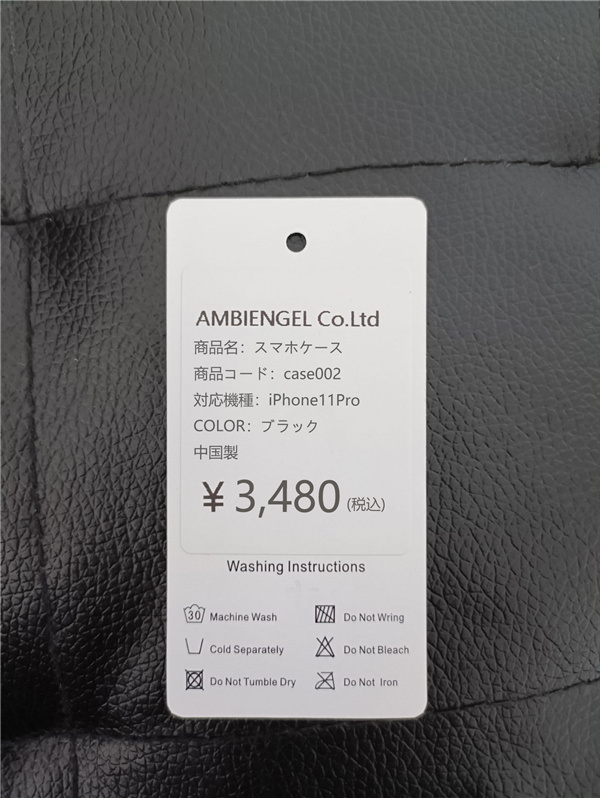 AMBIENGEL Co.Ltd
商品名：スマホケース
商品コード：case002
対応機種：iPhone11Pro
COLOR：ブラック
中国製
￥3,480(税込)
Washing Instructions
30 Machine Wash
Do Not Wring
Cold Separately
Do Not Bleach
Do Not Tumble Dry
Do Not Iron